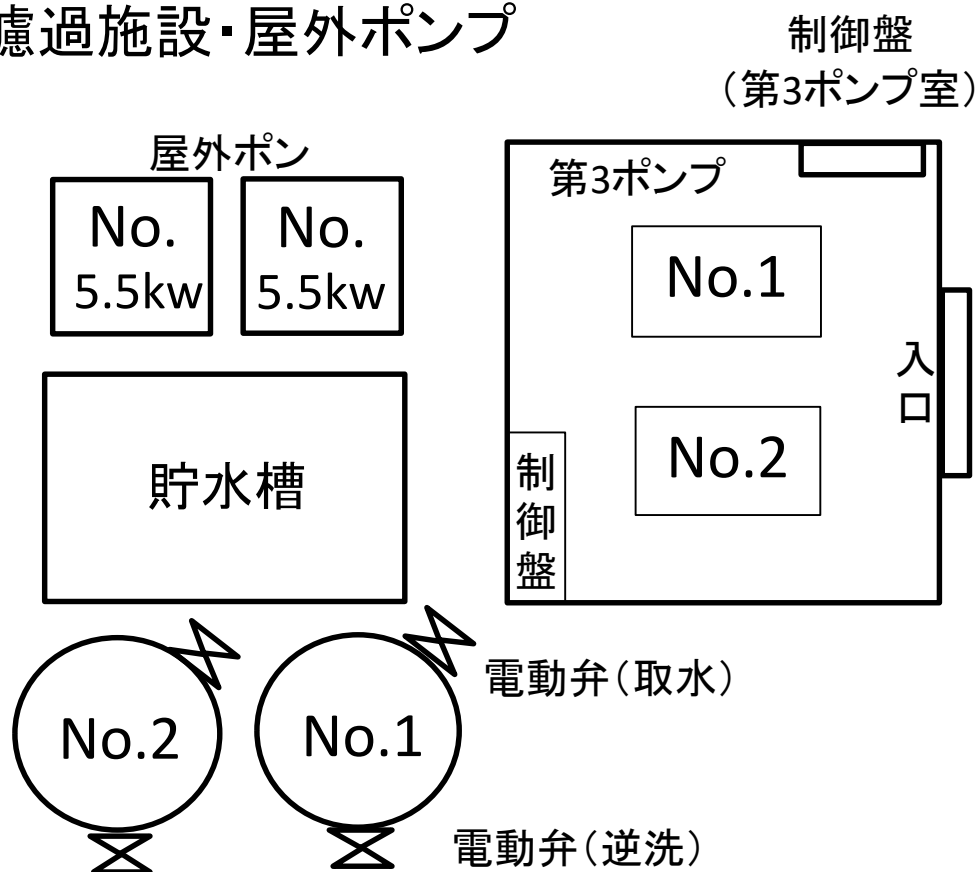 濾過施設・屋外ポンプ
制御盤
（第3ポンプ室）
屋外ポン
No.
5.5kw
No.
5.5kw
第3ポンプ
No.1
No.2
入口
制御盤
貯水槽
電動弁（取水）
No.2
No.1
電動弁（逆洗）